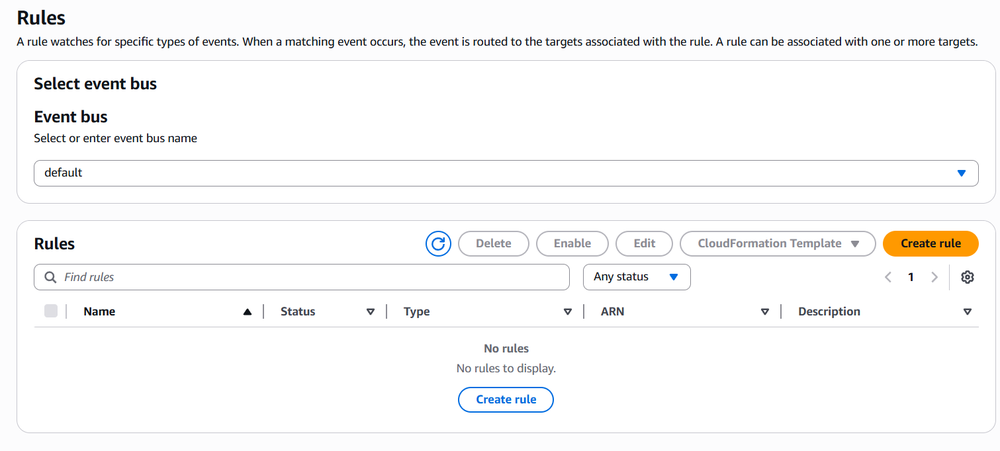 Rules
A rule watches for specific types of events. When a matching event occurs, the event is routed to the targets associated with the rule. A rule can be associated with one or more targets.
Select event bus
Event bus
Select or enter event bus name
default
Rules
Delete
Enable
Edit
CloudFormation Template
Create rule
Find rules
Any status
1
Name
Status
Type
ARN
Description
No rules
No rules to display.
Create rule